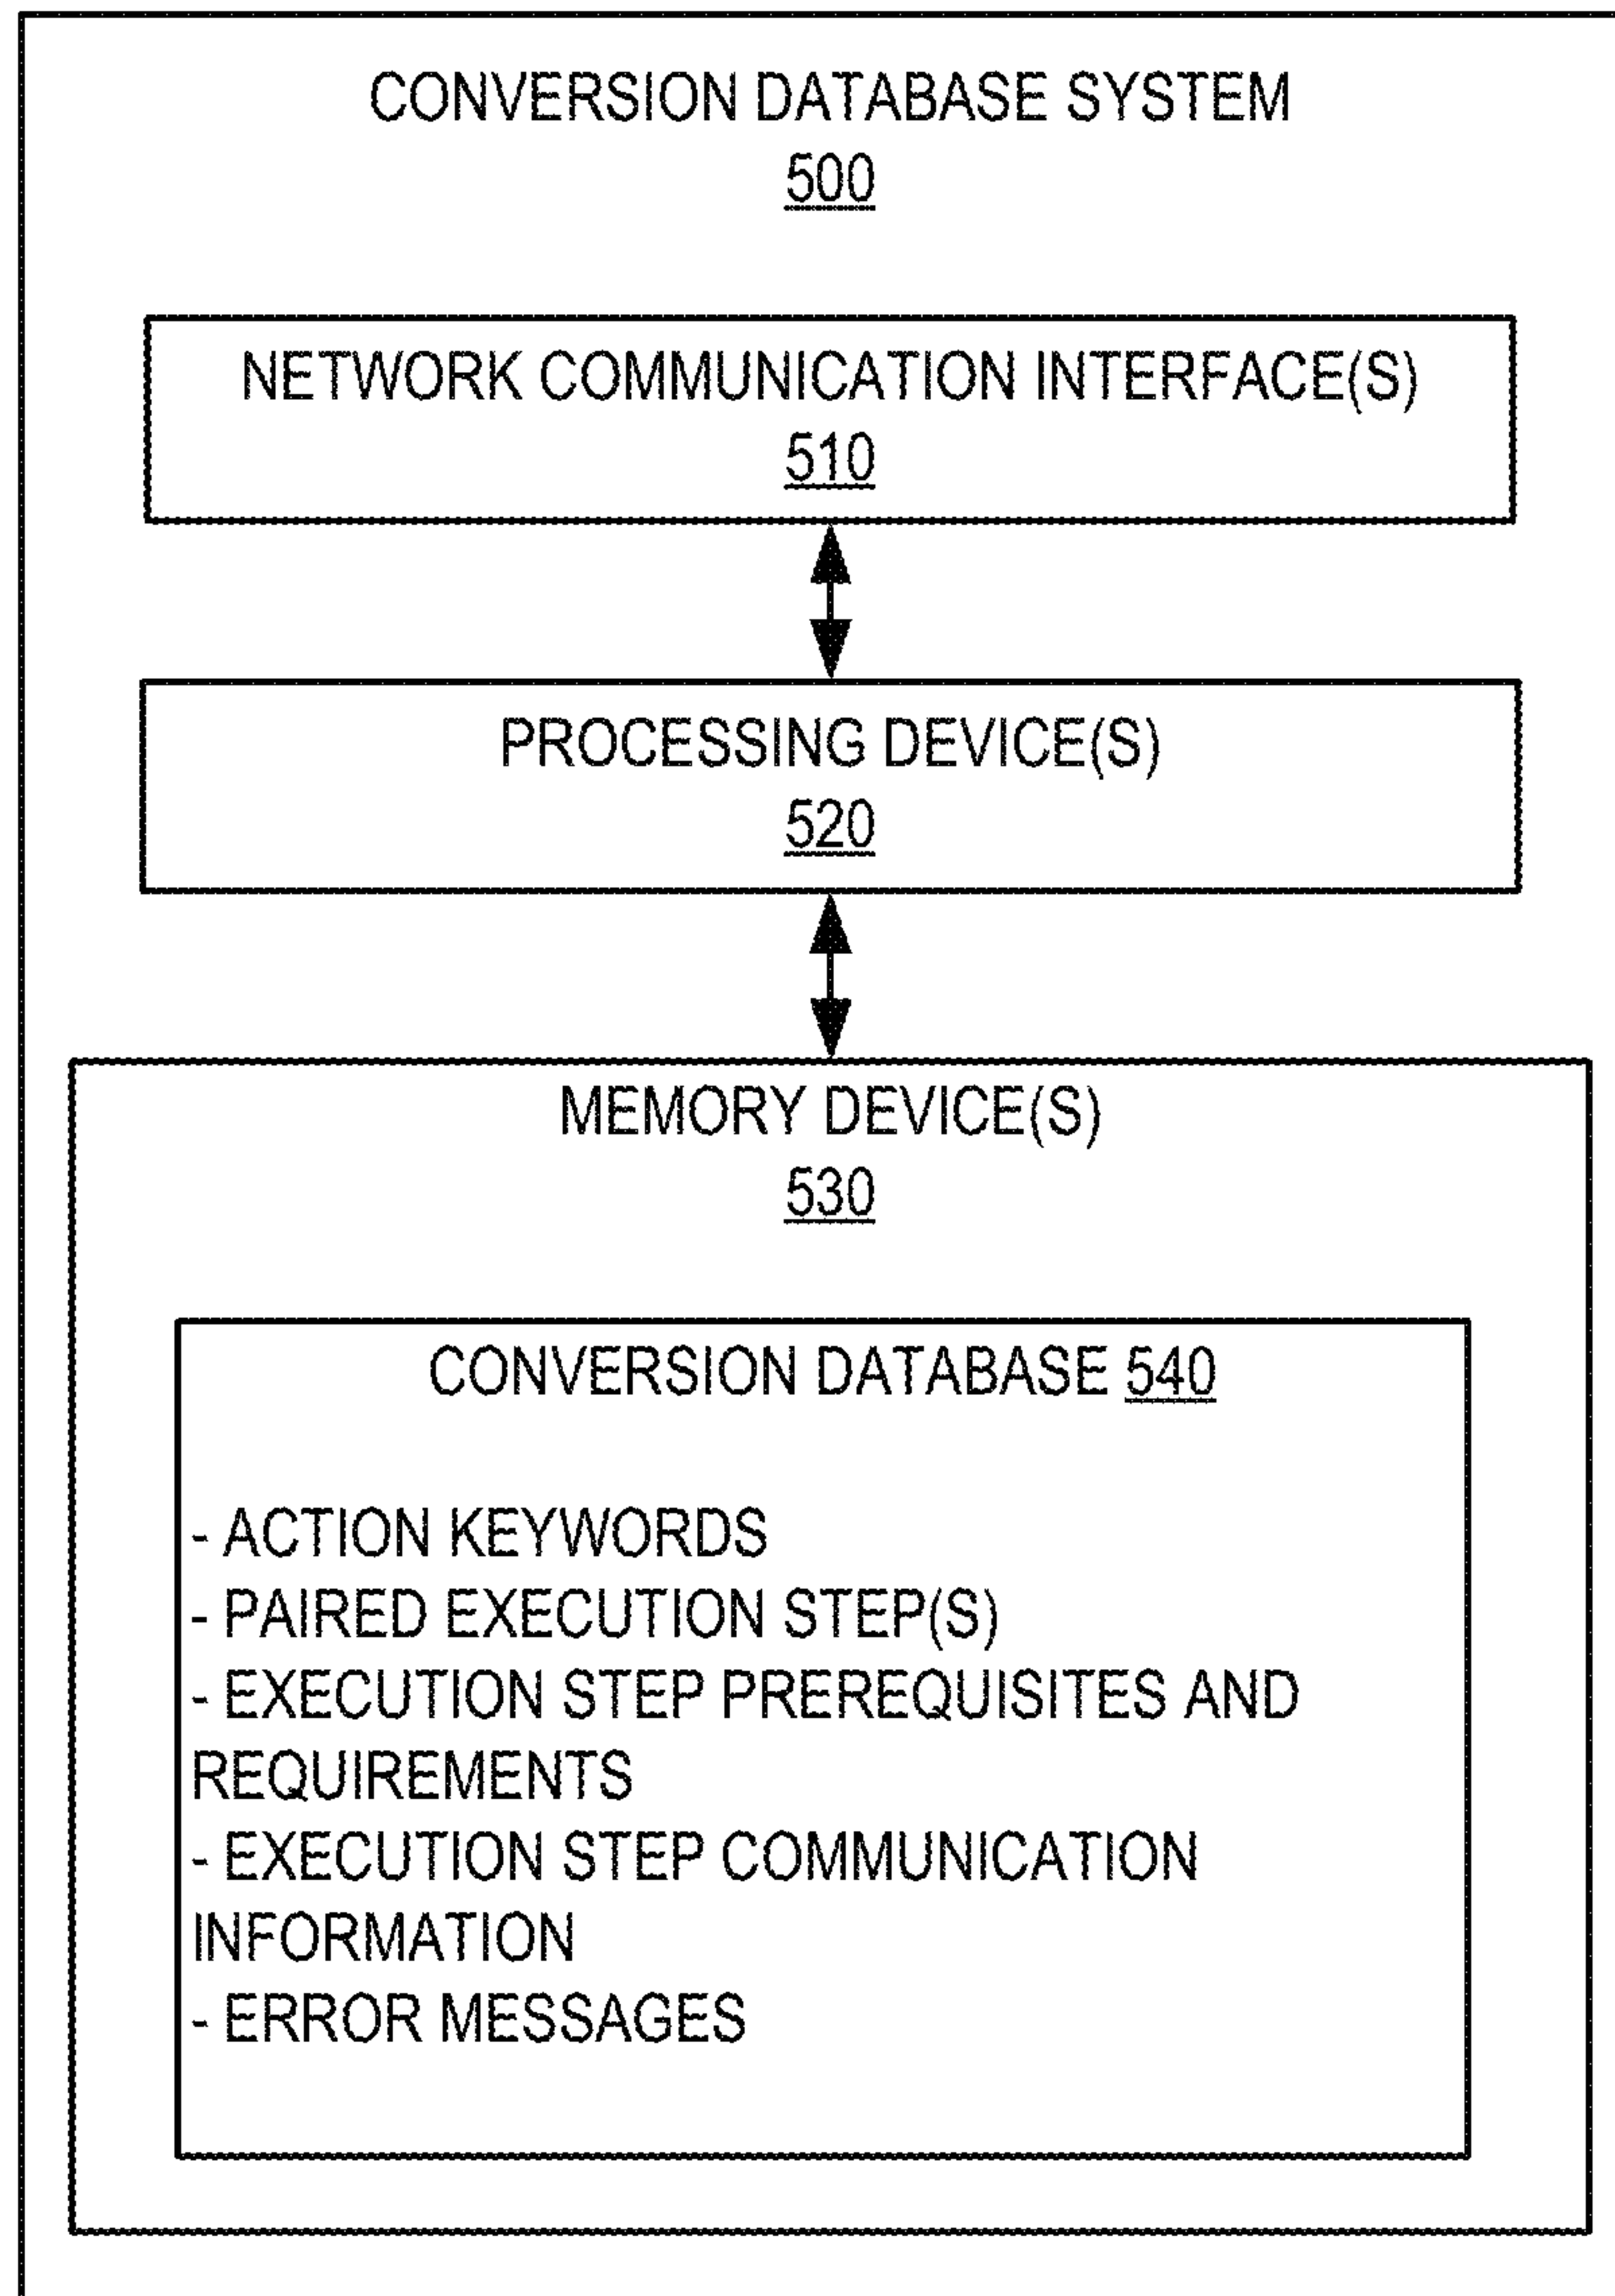 CONVERSION DATABASE SYSTEM
500
NETWORK COMMUNICATION INTERFACE(S)
510
PROCESSING DEVICE(S)
520
MEMORY DEVICE(S)
530
CONVERSION DATABASE 540
- ACTION KEYWORDS
- PAIRED EXECUTION STEP(S)
- EXECUTION STEP PREREQUISITES AND
REQUIREMENTS
- EXECUTION STEP COMMUNICATION
INFORMATION
- ERROR MESSAGES